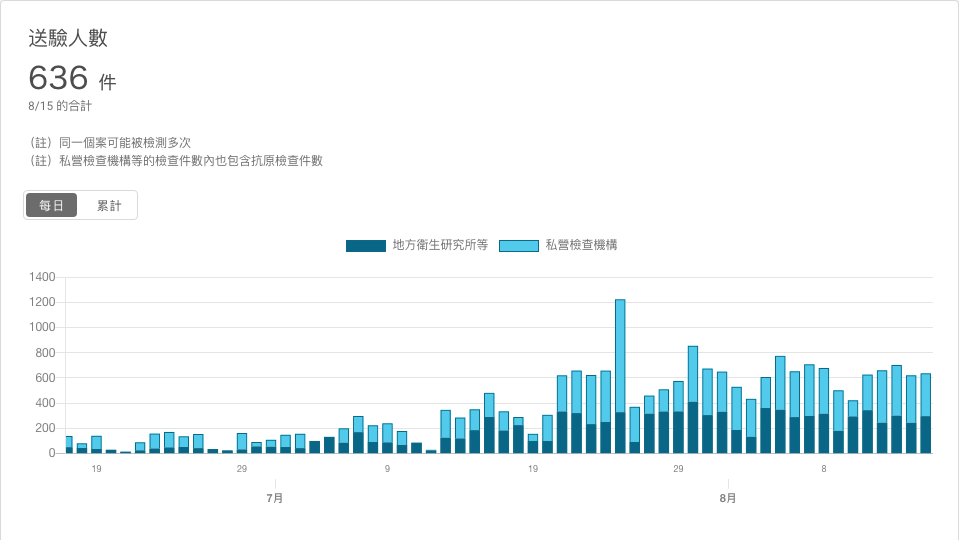 送驗人數
636 件
8/15 的合計
（註）同一個案可能被檢測多次
（註）私營檢查機構等的檢查件數內也包含抗原檢查件數
每日 累計
地方衛生研究所等 私營檢查機構
1400
1200
1000
800
600
400
200
0
19 29 9 19 29 8
7月 8月